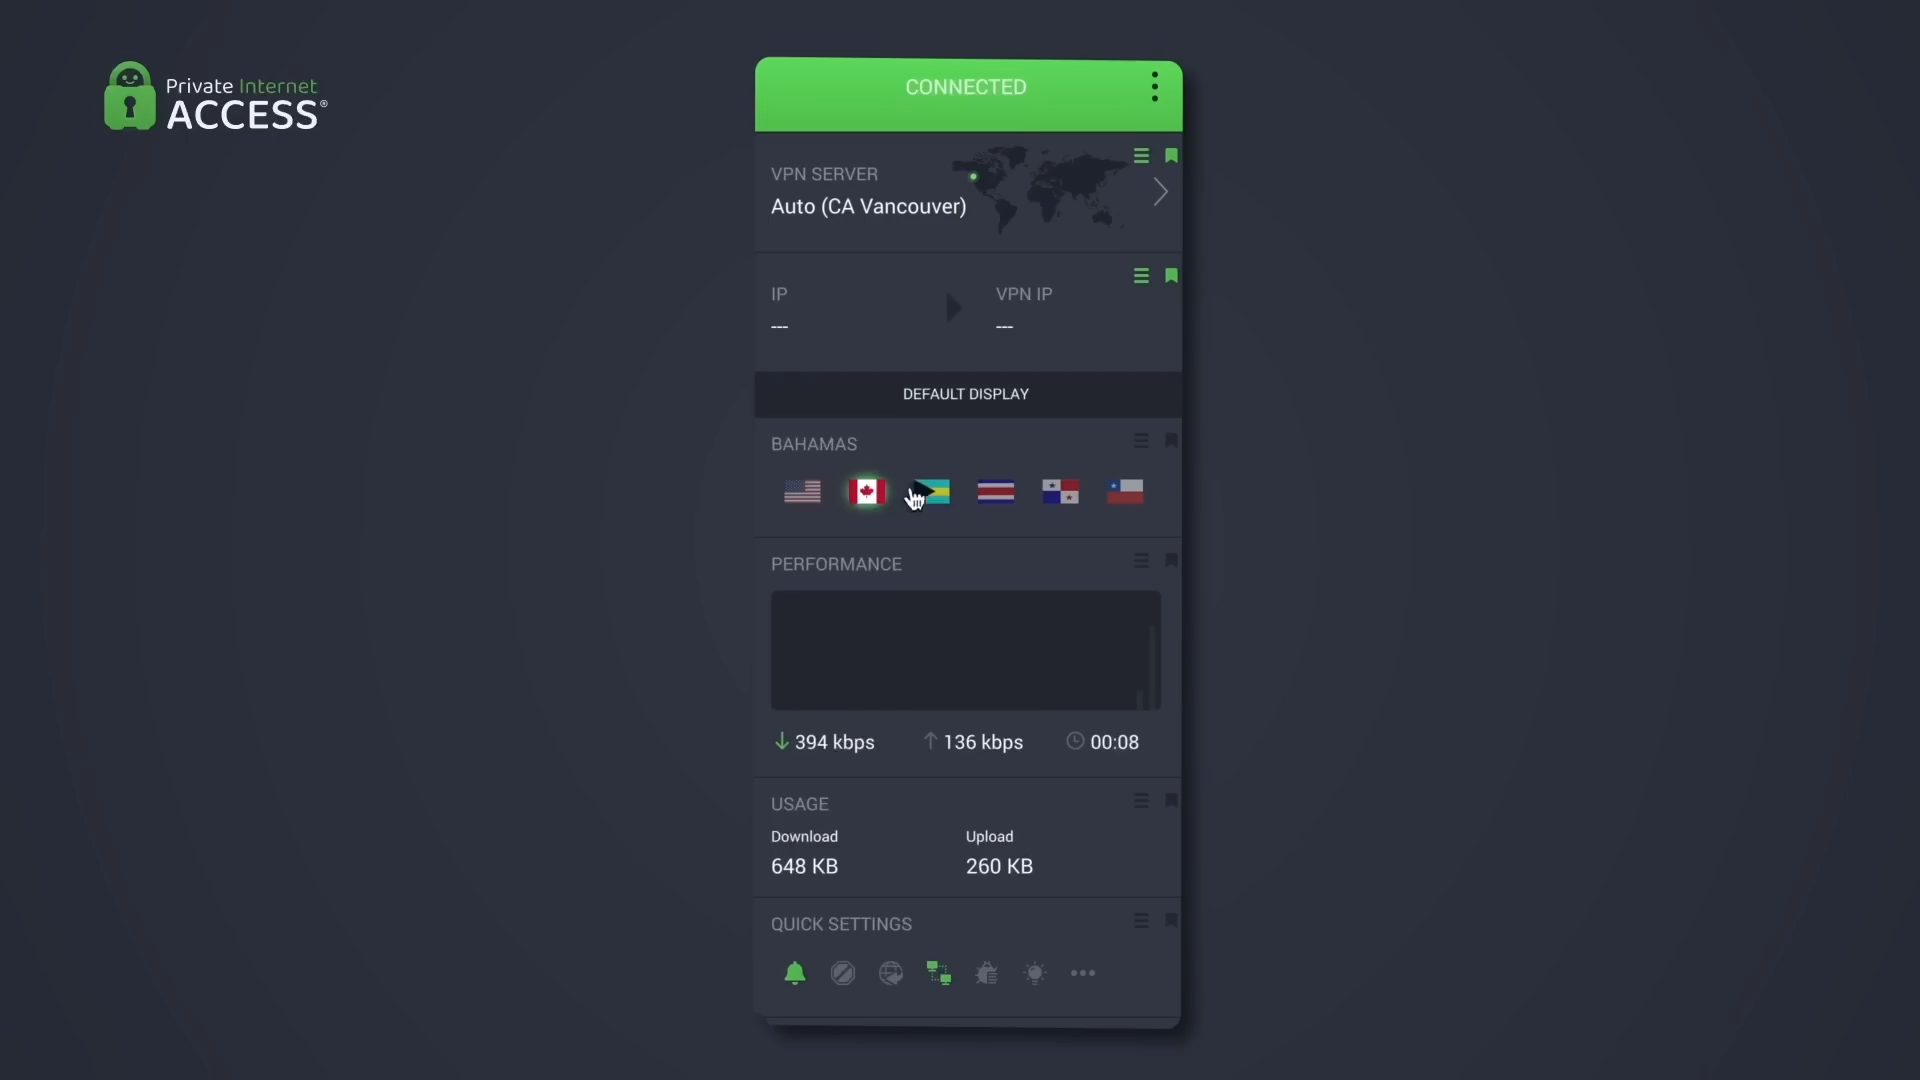 Private Internet
ACCESS®
CONNECTED
VPN SERVER
Auto (CA Vancouver)
IP
VPN IP
---
---
DEFAULT DISPLAY
BAHAMAS
PERFORMANCE
394 kbps
136 kbps
00:08
USAGE
Download
Upload
648 KB
260 KB
QUICK SETTINGS